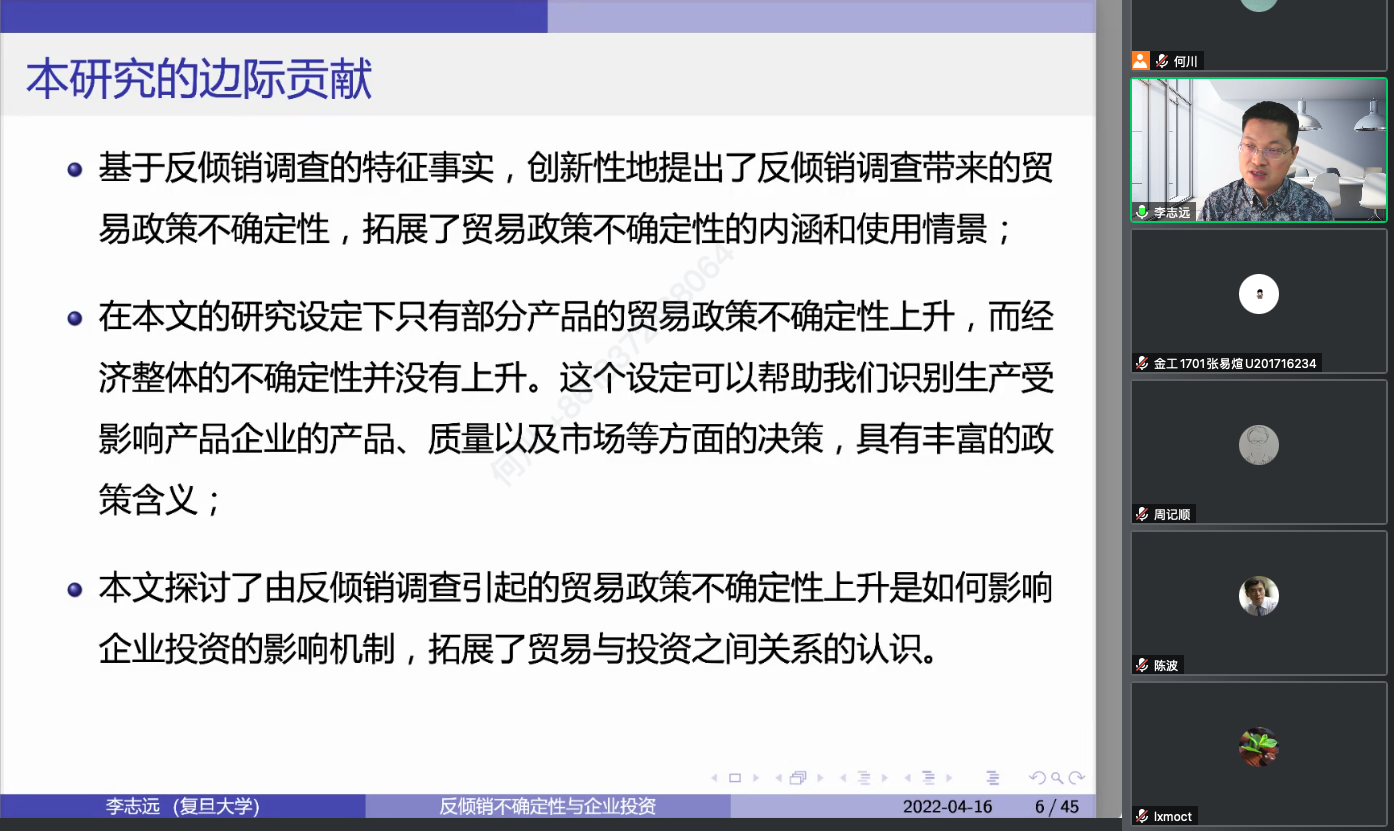 本研究的边际贡献
基于反倾销调查的特征事实，创新性地提出了反倾销调查带来的贸
易政策不确定性，拓展了贸易政策不确定性的内涵和使用情景；
在本文的研究设定下只有部分产品的贸易政策不确定性上升，而经
济整体的不确定性并没有上升。这个设定可以帮助我们识别生产受
影响产品企业的产品、质量以及市场等方面的决策，具有丰富的政
策含义；
本文探讨了由反倾销调查引起的贸易政策不确定性上升是如何影响
企业投资的影响机制，拓展了贸易与投资之间关系的认识。
李志远（复旦大学）
反倾销不确定性与企业投资
2022-04-16
6 / 45
何川
李志远
金工1701张易煊U201716234
周记顺
陈波
lxmoct